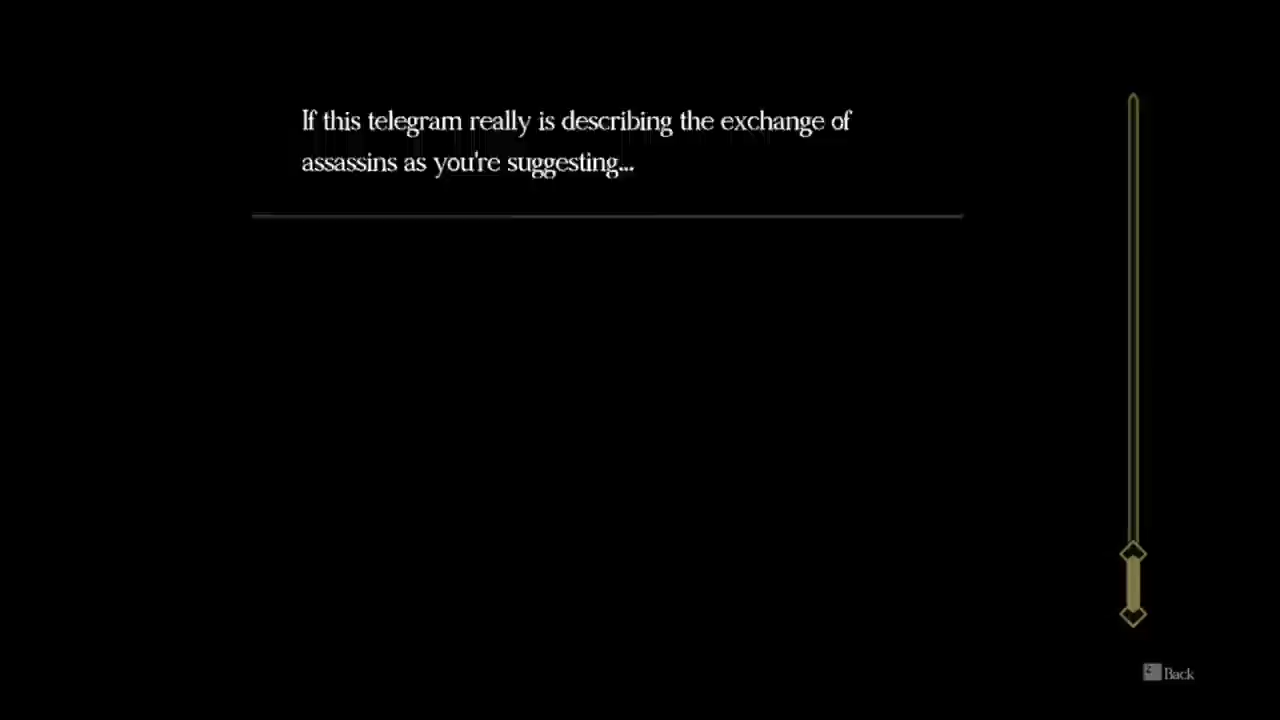 If this telegram really is describing the exchange of
assassins as you're suggesting...
Back